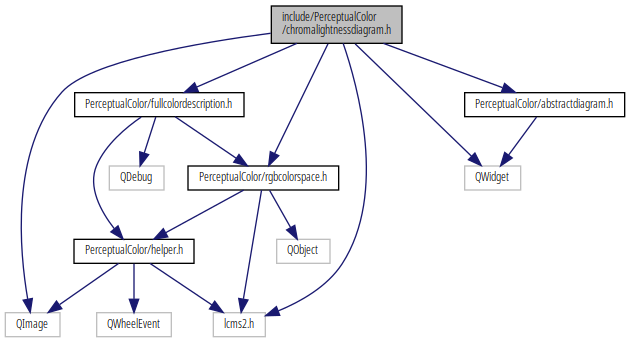 include/PerceptualColor
/chromalightnessdiagram.h
PerceptualColor/fullcolordescription.h
PerceptualColor/abstractdiagram.h
QDebug
PerceptualColor/rgbcolorspace.h
QWidget
PerceptualColor/helper.h
QObject
QImage
QWheelEvent
lcms2.h